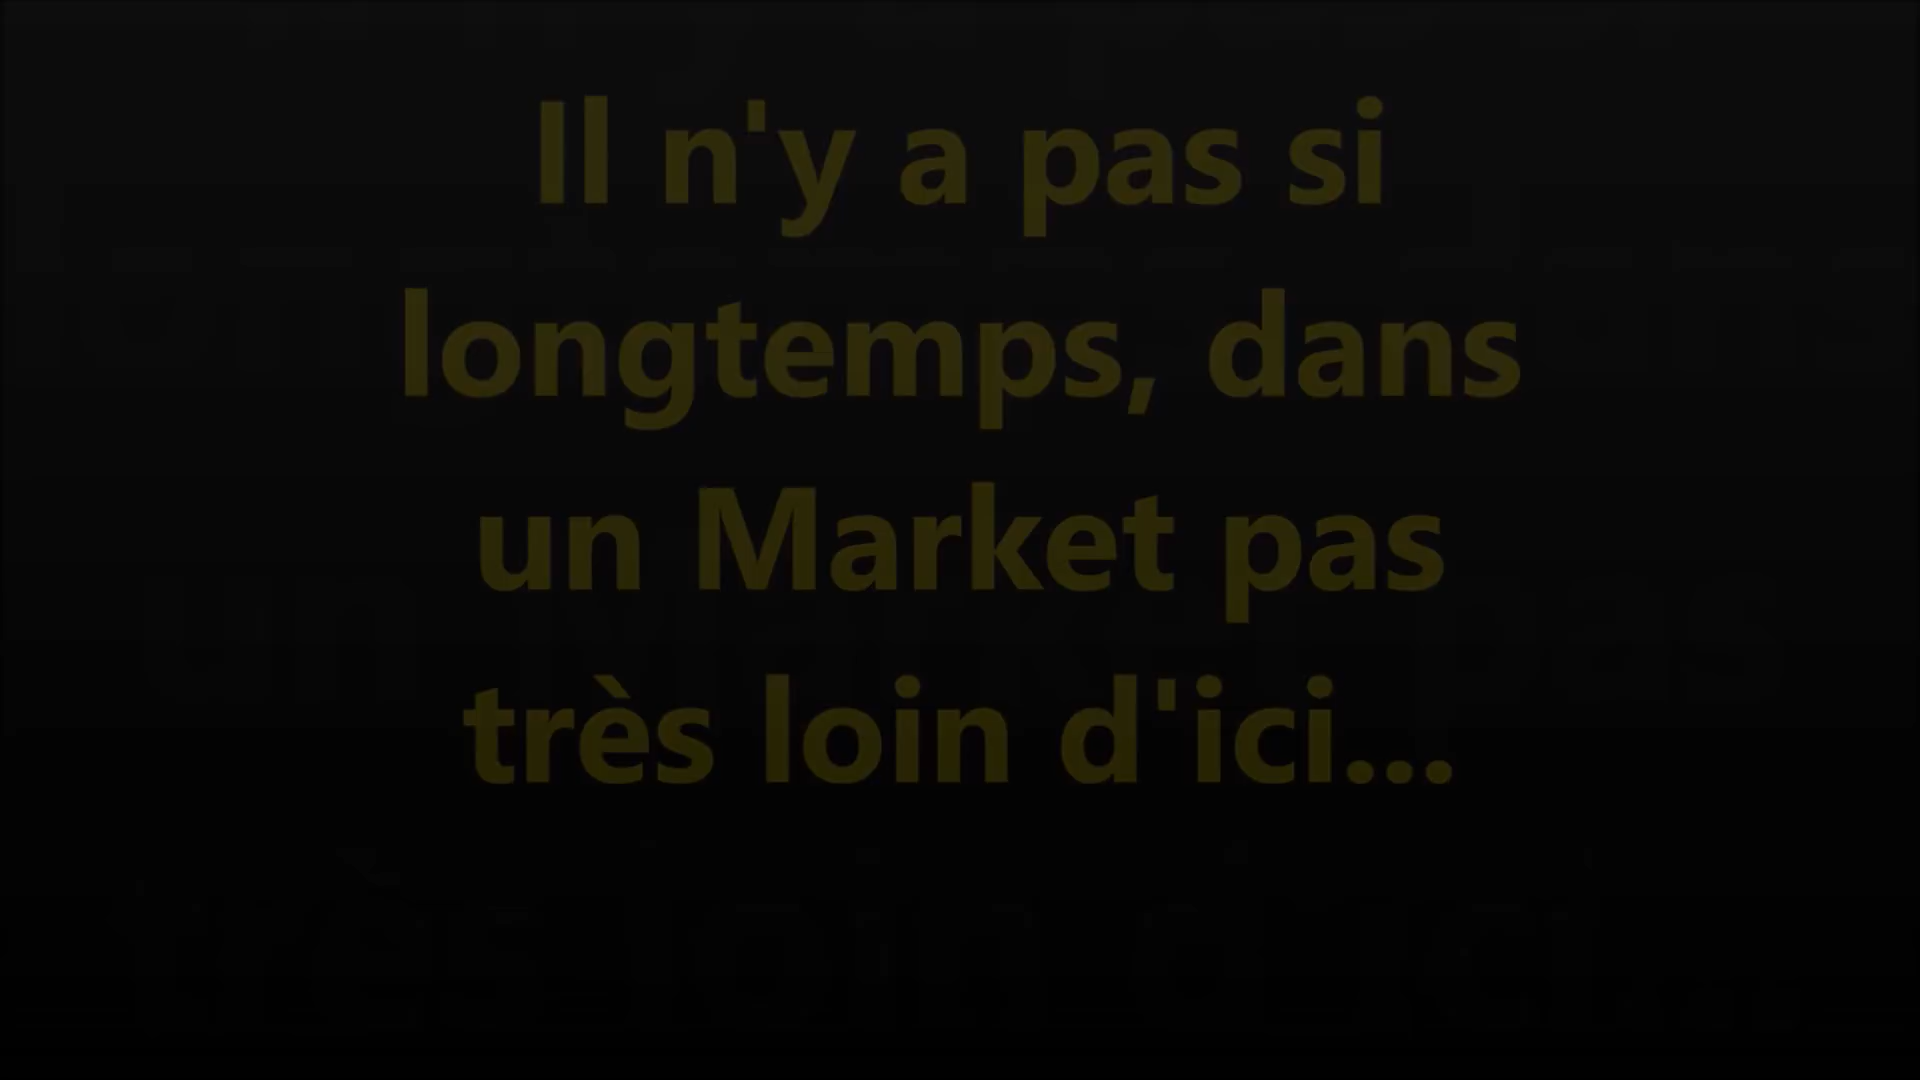 Il n'y a pas si
longtemps, dans
un Market pas
très loin d'ici...